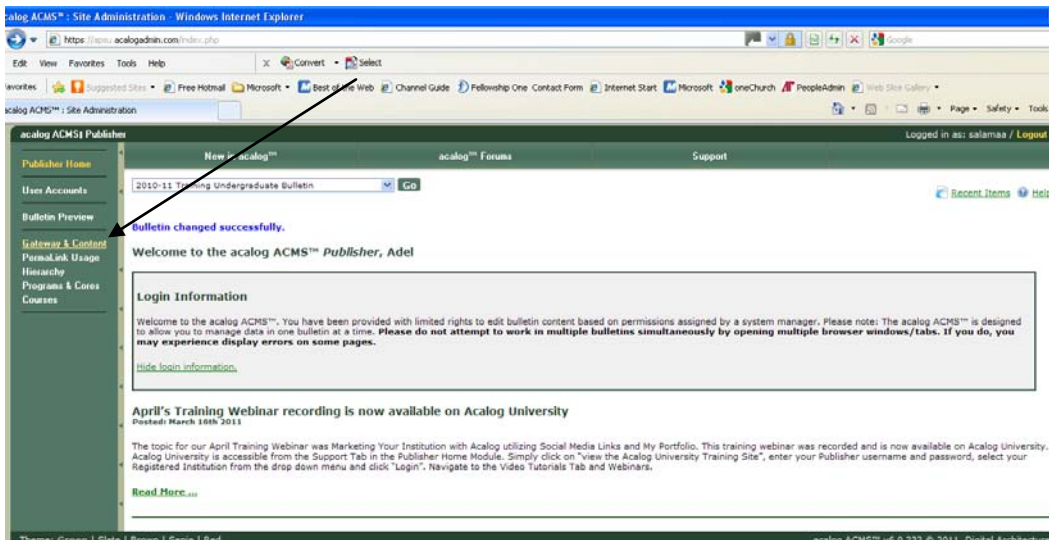 calog ACMS™ : Site Administration - Windows Internet Explorer
https://apnu.acalogadmin.com/index.php
Google
Edit View Favorites Tools Help X Convert Select
avorites Suggested Sites Free Hotmail Microsoft Best of the Web Channel Guide Fellowship One Contact Form Internet Start Microsoft oneChurch PeopleAdmin Web Slice Gallery
acalog ACMS™ : Site Administration
Page Safety Tools
acalog ACMS‡ Publisher
Logged in as: salamaa / Logout
Publisher Home
User Accounts
Bulletin Preview
Gateway & Content
PermaLink Usage
Hierarchy
Programs & Cores
Courses
New in acalog™ acalog™ Forums Support
2010-11 Training Undergraduate Bulletin Go
Recent Items Help
Bulletin changed successfully.
Welcome to the acalog ACMS™ Publisher, Adel
Login Information
Welcome to the acalog ACMS™. You have been provided with limited rights to edit bulletin content based on permissions assigned by a system manager. Please note: The acalog ACMS™ is designed
to allow you to manage data in one bulletin at a time. Please do not attempt to work in multiple bulletins simultaneously by opening multiple browser windows/tabs. If you do, you
may experience display errors on some pages.
Hide login information.
April's Training Webinar recording is now available on Acalog University
Posted: March 16th 2011
The topic for our April Training Webinar was Marketing Your Institution with Acalog utilizing Social Media Links and My Portfolio. This training webinar was recorded and is now available on Acalog University.
Acalog University is accessible from the Support Tab in the Publisher Home Module. Simply click on "view the Acalog University Training Site", enter your Publisher username and password, select your
Registered Institution from the drop down menu and click "Login". Navigate to the Video Tutorials Tab and Webinars.
Read More ...